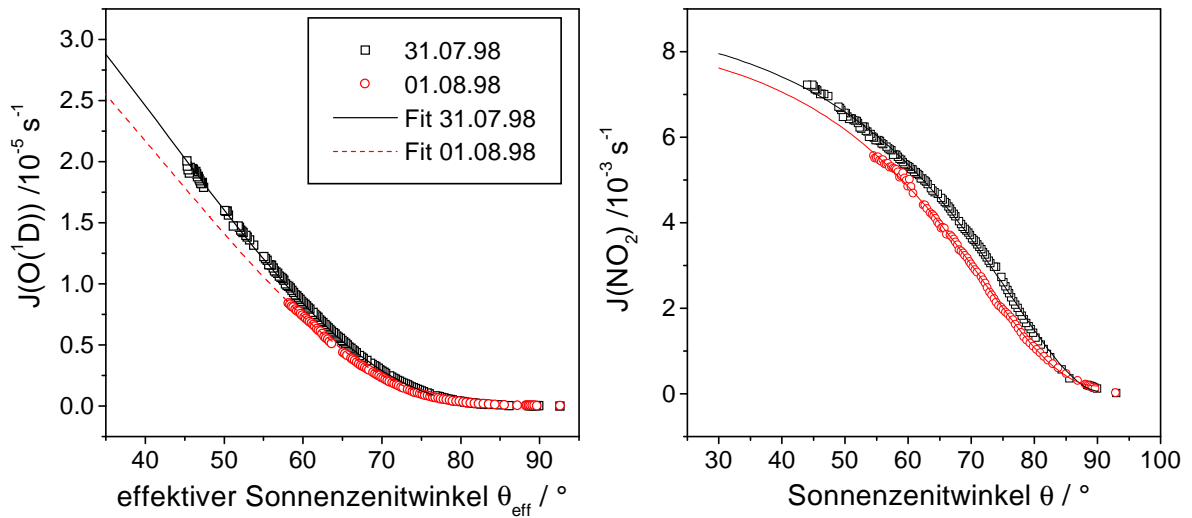 3.0
2.5
2.0
1.5
1.0
0.5
0.0
J(O(¹D)) /10⁻⁵ s⁻¹
31.07.98
01.08.98
Fit 31.07.98
Fit 01.08.98
40 50 60 70 80 90
effektiver Sonnenzenitwinkel θeff / °
8
6
4
2
0
J(NO₂) /10⁻³ s⁻¹
30 40 50 60 70 80 90 100
Sonnenzenitwinkel θ / °